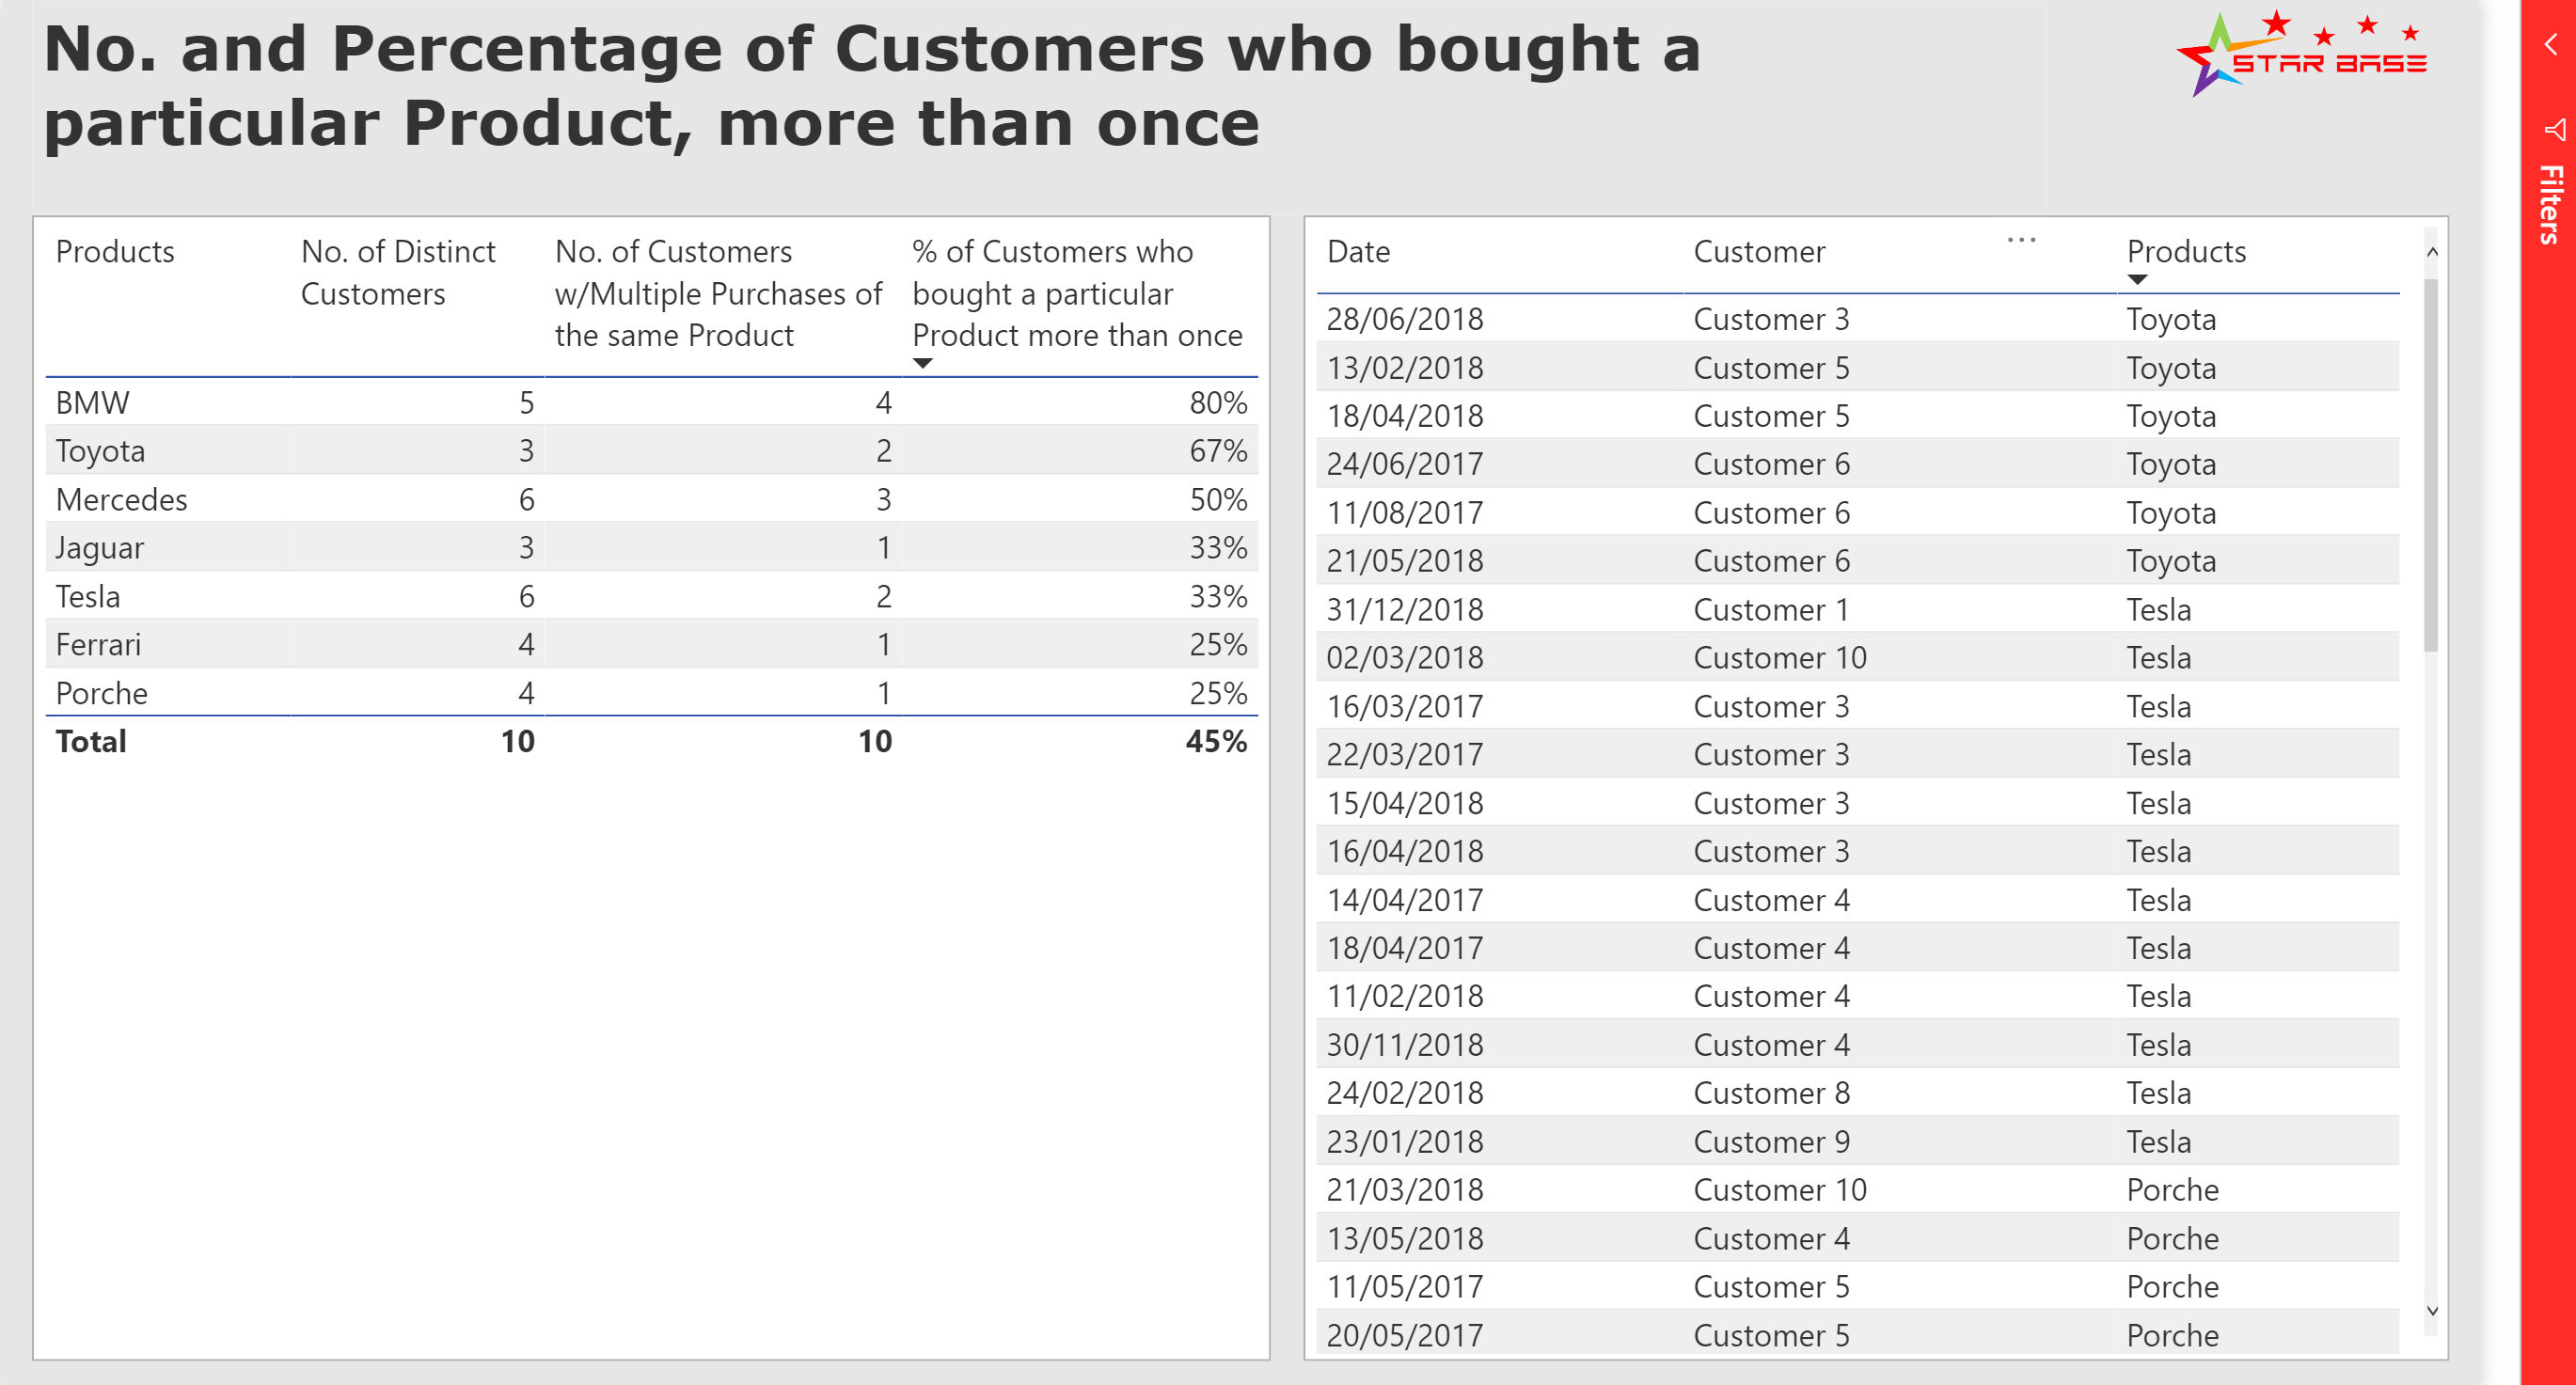 No. and Percentage of Customers who bought a
particular Product, more than once
STAR BASE
Filters
Products No. of Distinct Customers No. of Customers w/Multiple Purchases of the same Product % of Customers who bought a particular Product more than once
BMW 5 4 80%
Toyota 3 2 67%
Mercedes 6 3 50%
Jaguar 3 1 33%
Tesla 6 2 33%
Ferrari 4 1 25%
Porche 4 1 25%
Total 10 10 45%
Date Customer Products
28/06/2018 Customer 3 Toyota
13/02/2018 Customer 5 Toyota
18/04/2018 Customer 5 Toyota
24/06/2017 Customer 6 Toyota
11/08/2017 Customer 6 Toyota
21/05/2018 Customer 6 Toyota
31/12/2018 Customer 1 Tesla
02/03/2018 Customer 10 Tesla
16/03/2017 Customer 3 Tesla
22/03/2017 Customer 3 Tesla
15/04/2018 Customer 3 Tesla
16/04/2018 Customer 3 Tesla
14/04/2017 Customer 4 Tesla
18/04/2017 Customer 4 Tesla
11/02/2018 Customer 4 Tesla
30/11/2018 Customer 4 Tesla
24/02/2018 Customer 8 Tesla
23/01/2018 Customer 9 Tesla
21/03/2018 Customer 10 Porche
13/05/2018 Customer 4 Porche
11/05/2017 Customer 5 Porche
20/05/2017 Customer 5 Porche